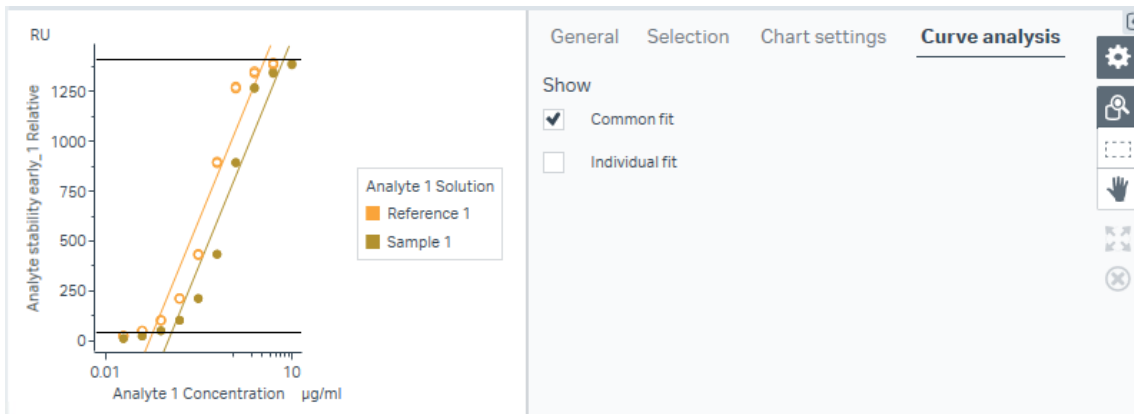 RU
Analyte stability early_1 Relative
1250
1000
750
500
250
0
0.01
10
Analyte 1 Concentration µg/ml
Analyte 1 Solution
Reference 1
Sample 1
General Selection Chart settings Curve analysis
Show
Common fit
Individual fit